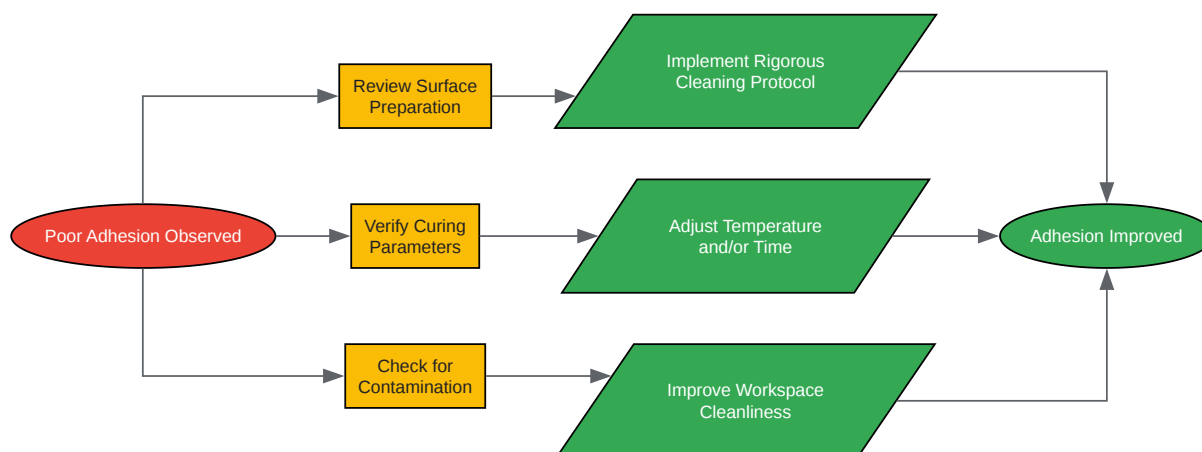 Poor Adhesion Observed
Review Surface
Preparation
Implement Rigorous
Cleaning Protocol
Verify Curing
Parameters
Adjust Temperature
and/or Time
Check for
Contamination
Improve Workspace
Cleanliness
Adhesion Improved